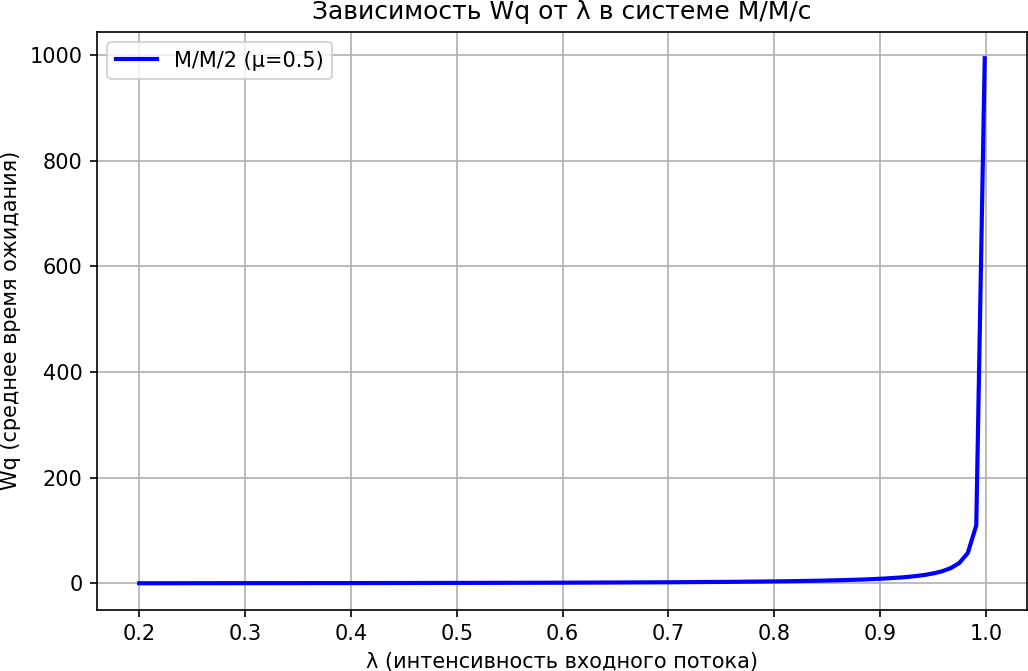 Зависимость Wq от λ в системе M/M/c
M/M/2 (μ=0.5)
Wq (среднее время ожидания)
1000
800
600
400
200
0
0.2 0.3 0.4 0.5 0.6 0.7 0.8 0.9 1.0
λ (интенсивность входного потока)